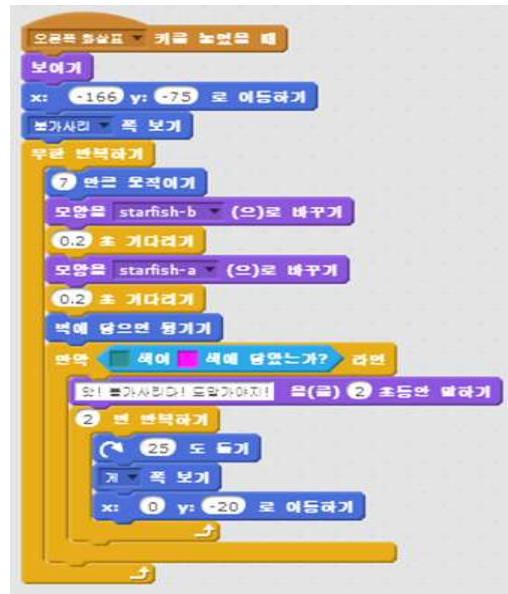 오른쪽 화살표 키를 눌렀을 때
보이기
x: -166 y: -75 로 이동하기
불가사리 쪽 보기
무한 반복하기
7 만큼 움직이기
모양을 starfish-b (으)로 바꾸기
0.2 초 기다리기
모양을 starfish-a (으)로 바꾸기
0.2 초 기다리기
벽에 닿으면 튕기기
만약 색이 색에 닿았는가? 라면
앗! 불가사리다! 도망가야지! 을(를) 2 초동안 말하기
2 번 반복하기
25 도 돌기
게 쪽 보기
x: 0 y: -20 로 이동하기